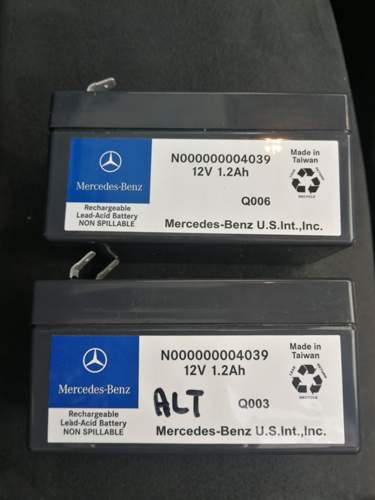 Mercedes-Benz
Rechargeable
Lead-Acid Battery
NON SPILLABLE
N000000004039
12V 1.2Ah
Q006
Made in
Taiwan
RECYCLE
Mercedes-Benz U.S.Int.,Inc.
Mercedes-Benz
Rechargeable
Lead-Acid Battery
NON SPILLABLE
N000000004039
12V 1.2Ah
ALT
Q003
Made in
Taiwan
RECYCLE
Mercedes-Benz U.S.Int.,Inc.